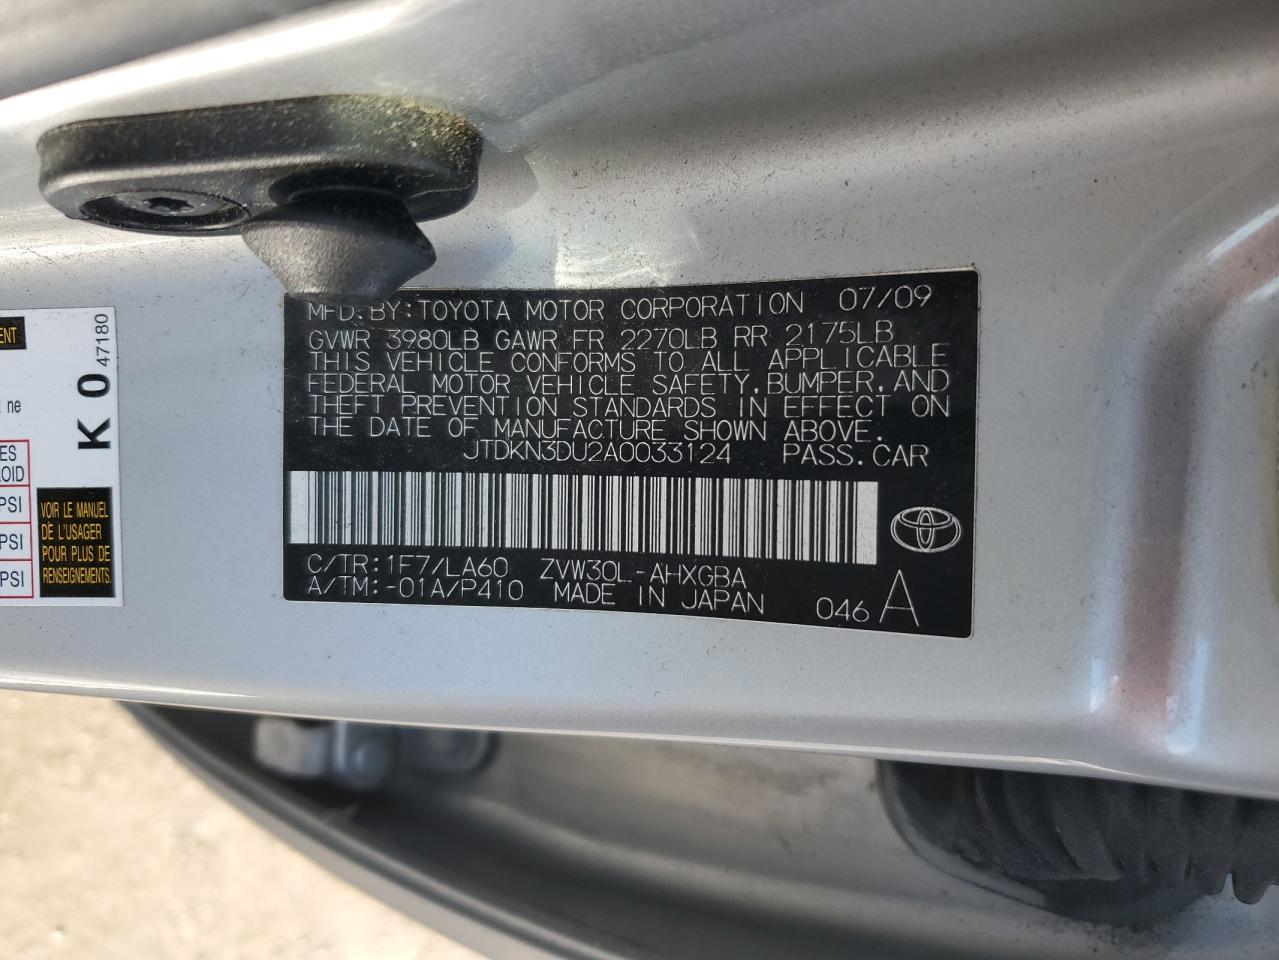 MFD. BY: TOYOTA MOTOR CORPORATION 07/09
GVWR 3980LB GAWR FR 2270LB RR 2175LB
THIS VEHICLE CONFORMS TO ALL APPLICABLE
FEDERAL MOTOR VEHICLE SAFETY, BUMPER, AND
THEFT PREVENTION STANDARDS IN EFFECT ON
THE DATE OF MANUFACTURE SHOWN ABOVE.
JTDKN3DU2A0033124 PASS. CAR
C/TR: 1F7/LA60 ZVW30L-AHXGBA
A/TM: -01A/P410 MADE IN JAPAN 046 A
ne
PSI
PSI
PSI
K 0 47180
VOIR LE MANUEL
DE L'USAGER
POUR PLUS DE
RENSEIGNEMENTS